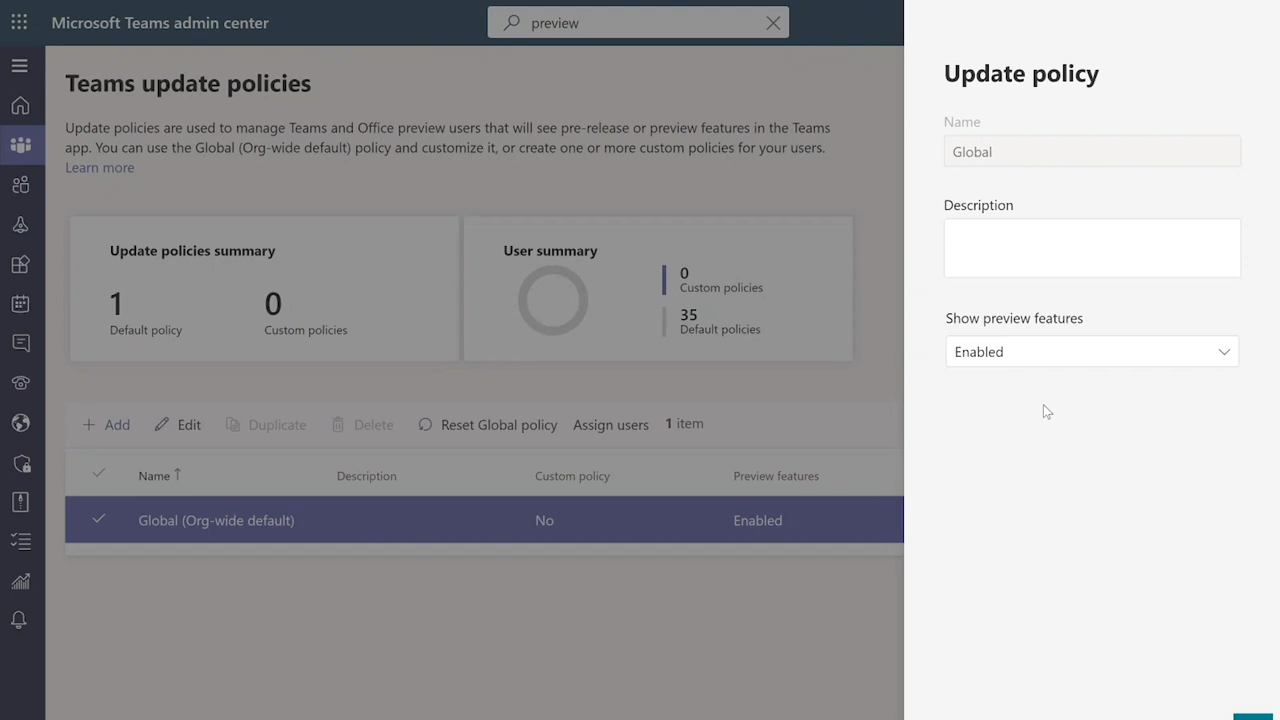 Microsoft Teams admin center
preview
Teams update policies
Update policies are used to manage Teams and Office preview users that will see pre-release or preview features in the Teams
app. You can use the Global (Org-wide default) policy and customize it, or create one or more custom policies for your users.
Learn more
Update policies summary
1
Default policy
0
Custom policies
User summary
0
Custom policies
35
Default policies
Add
Edit
Duplicate
Delete
Reset Global policy
Assign users
1 item
Name
Description
Custom policy
Preview features
Global (Org-wide default)
No
Enabled
Update policy
Name
Global
Description
Show preview features
Enabled